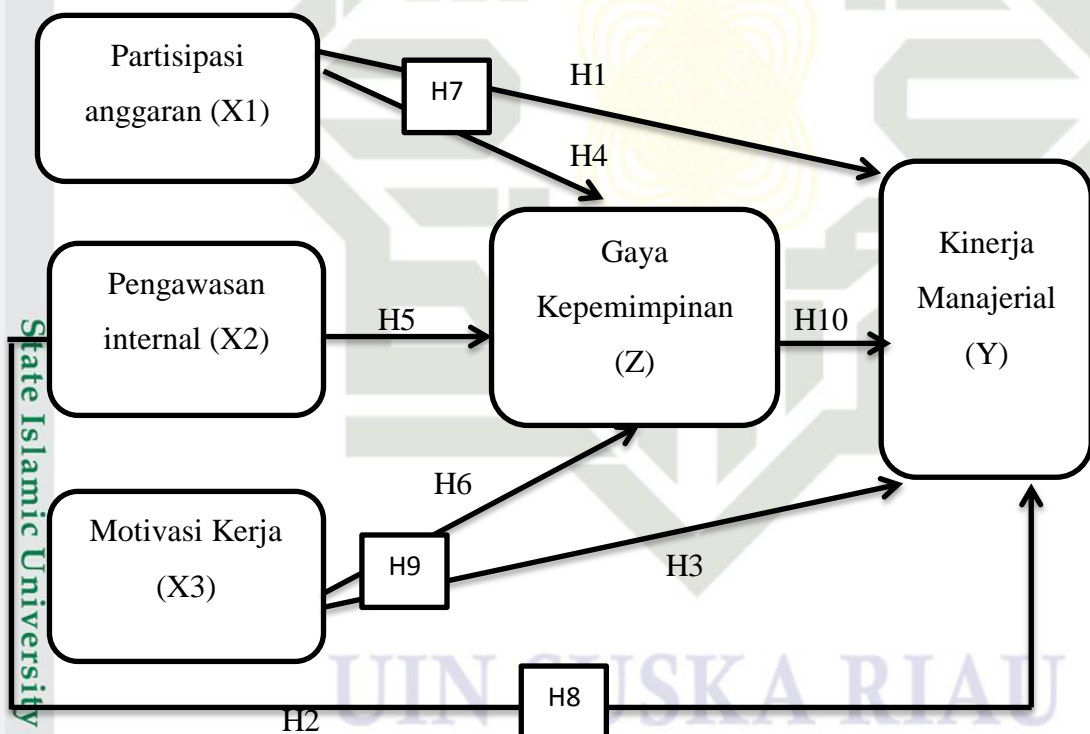 Partisipasi
anggaran (X1)
H7
H1
H4
Pengawasan
internal (X2)
H5
Gaya
Kepemimpinan
(Z)
H10
Kinerja
Manajerial
(Y)
Motivasi Kerja
(X3)
H6
H9
H3
H8
H2
State Islamic University
UIN SUSKA RIAU